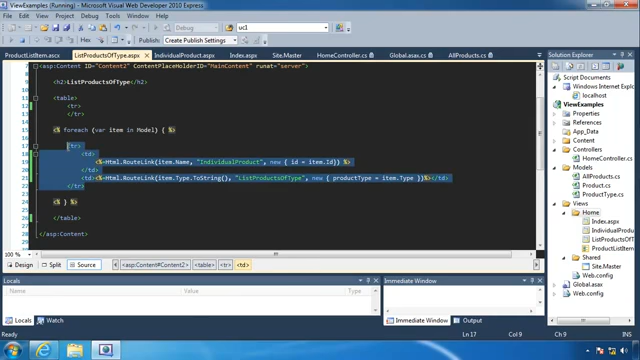 ViewExamples (Running) - Microsoft Visual Web Developer 2010 Express
File Edit View Project Debug Tools Window Help
uc1
Publish: Create Publish Settings
ProductListItem.ascx ListProductsOfType.aspx IndividualProduct.aspx Index.aspx Site.Master HomeController.cs Global.asax.cs AllProducts.cs
<asp:Content ID="Content2" ContentPlaceHolderID="MainContent" runat="server">
<h2>ListProductsOfType</h2>
<table>
<tr>
</tr>
<% foreach (var item in Model) { %>
<tr>
<td>
<%=Html.RouteLink(item.Name, "IndividualProduct", new { id = item.Id}) %>
</td>
<td><%=Html.RouteLink(item.Type.ToString(), "ListProductsOfType", new { productType = item.Type })%></td>
</tr>
<% } %>
</table>
</asp:Content>
100 %
Design Split Source <asp:Content#Content2> <table> <tr> <td>
Solution Explorer
Script Documents
Windows Internet Ex
localhost
ViewExamples
Properties
References
App_Data
Controllers
HomeController.
Models
AllProducts.cs
Product.cs
ProductType.cs
Views
Home
Index.aspx
IndividualProdu
ListProductsOfT
ProductListItem
Shared
Site.Master
Web.config
Global.asax
Web.config
Locals
Name Value Type
Immediate Window
Locals Watch
Immediate Window Output
Ready Ln 17 Col 9 Ch 9